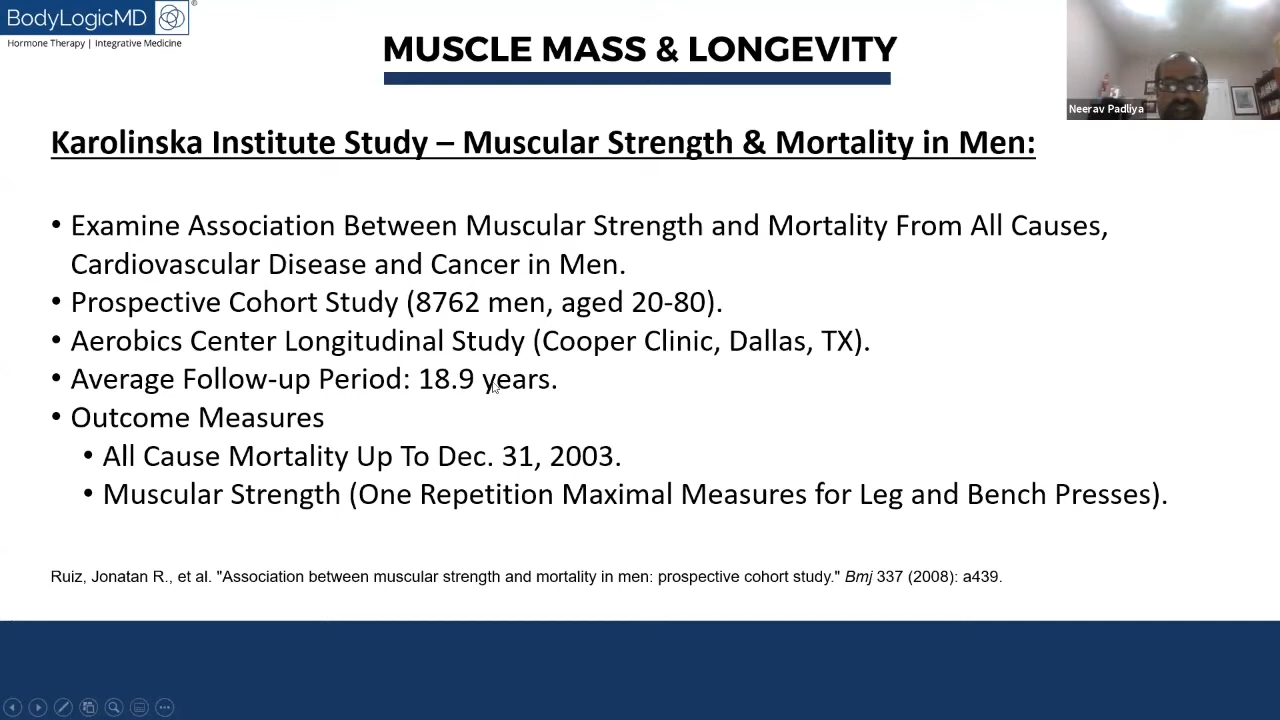 BodyLogicMD
®
Hormone Therapy | Integrative Medicine
MUSCLE MASS & LONGEVITY
Neerav Padliya
Karolinska Institute Study – Muscular Strength & Mortality in Men:
• Examine Association Between Muscular Strength and Mortality From All Causes,
Cardiovascular Disease and Cancer in Men.
• Prospective Cohort Study (8762 men, aged 20-80).
• Aerobics Center Longitudinal Study (Cooper Clinic, Dallas, TX).
• Average Follow-up Period: 18.9 years.
• Outcome Measures
• All Cause Mortality Up To Dec. 31, 2003.
• Muscular Strength (One Repetition Maximal Measures for Leg and Bench Presses).
Ruiz, Jonatan R., et al. "Association between muscular strength and mortality in men: prospective cohort study." Bmj 337 (2008): a439.